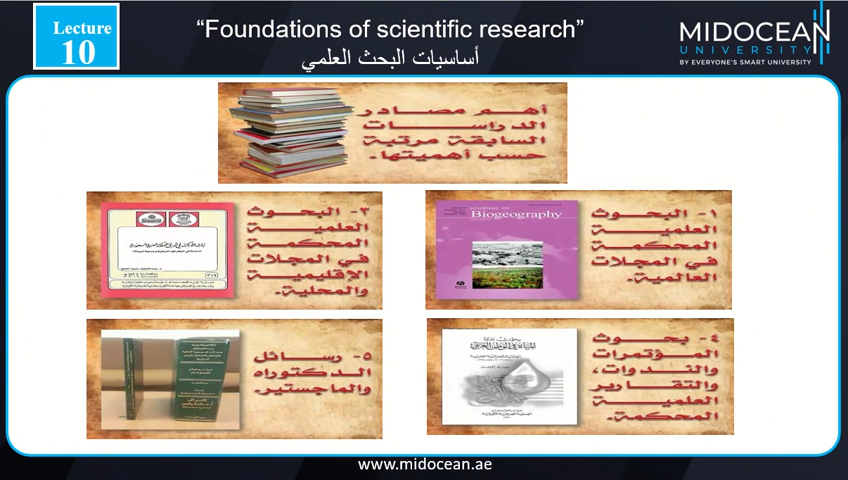 Lecture
10
“Foundations of scientific research”
أساسيات البحث العلمي
MIDOCEAN
UNIVERSITY
BY EVERYONE'S SMART UNIVERSITY
أهم مصادر
الدراسات
السابقة مرتبة
حسب أهميتها.
١- البحوث
العلمية
المحكمة
في المجلات
العالمية.
JOURNAL OF
Biogeography
٣- البحوث
العلمية
المحكمة
في المجلات
الإقليمية
والمحلية.
٤- بحوث
المؤتمرات
والندوات،
والتقارير
العلمية
المحكمة.
٥- رسائل
الدكتوراه
والماجستير.
www.midocean.ae